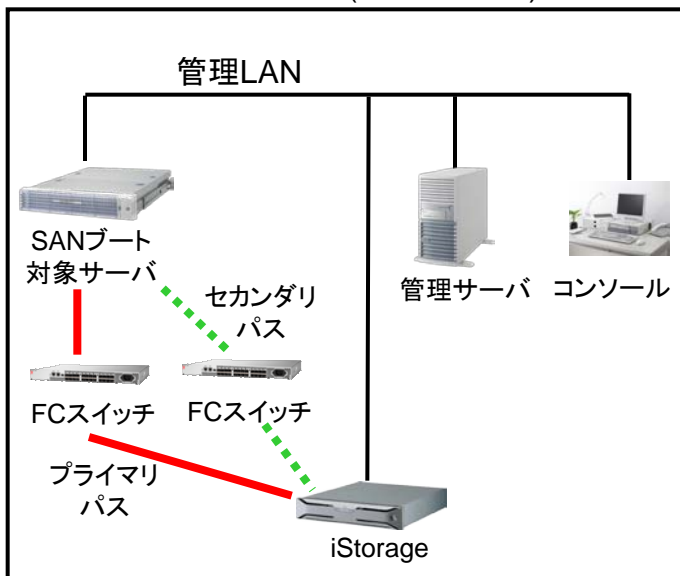 管理LAN
SANブート
対象サーバ
セカンダリ
パス
管理サーバ
コンソール
FCスイッチ
FCスイッチ
プライマリ
パス
iStorage